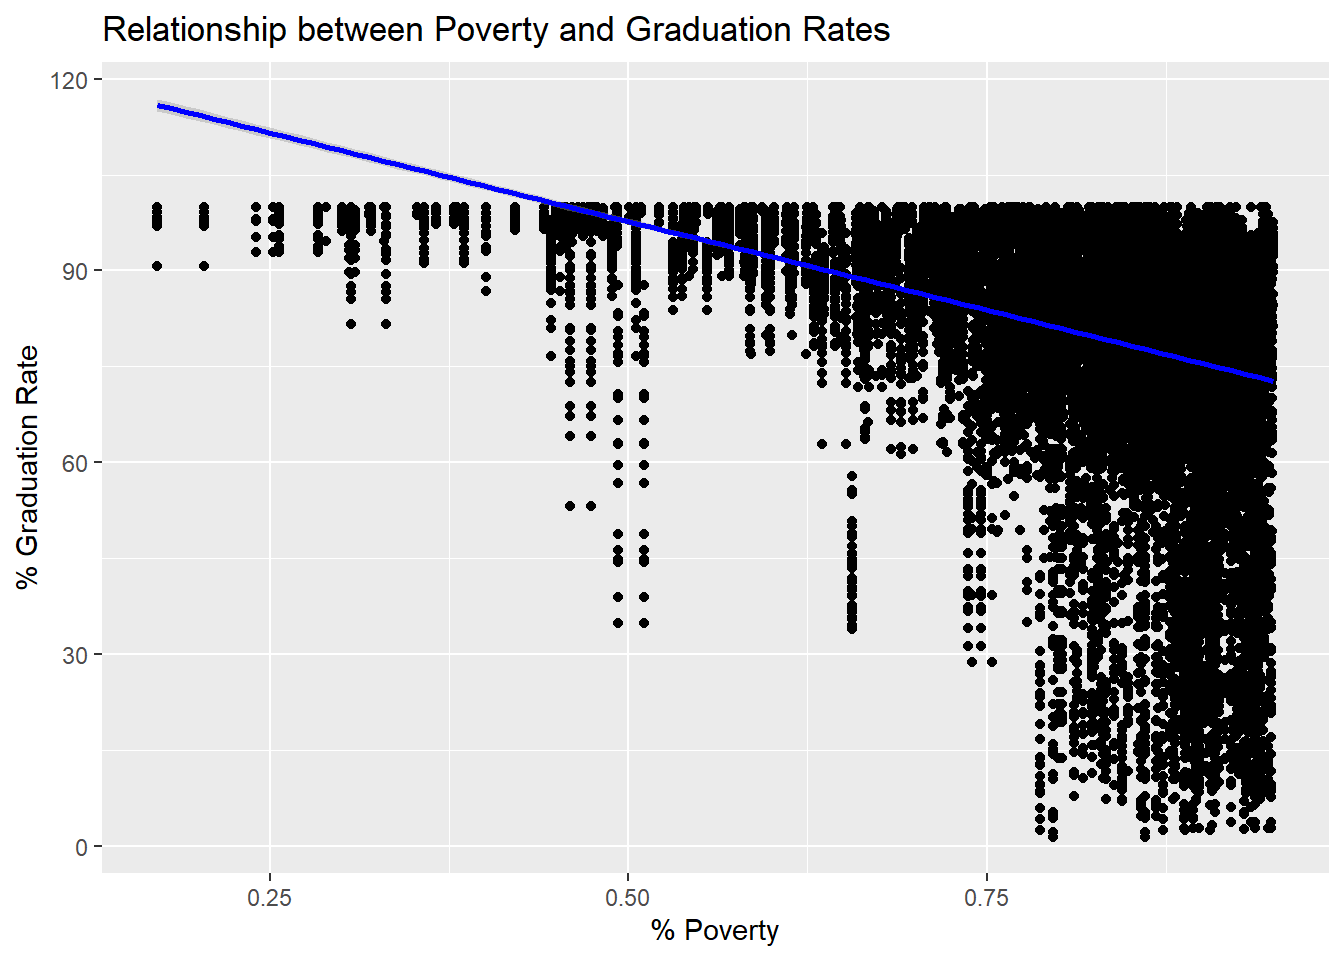 Relationship between Poverty and Graduation Rates
120
90
60
30
0
% Graduation Rate
0.25
0.50
0.75
% Poverty